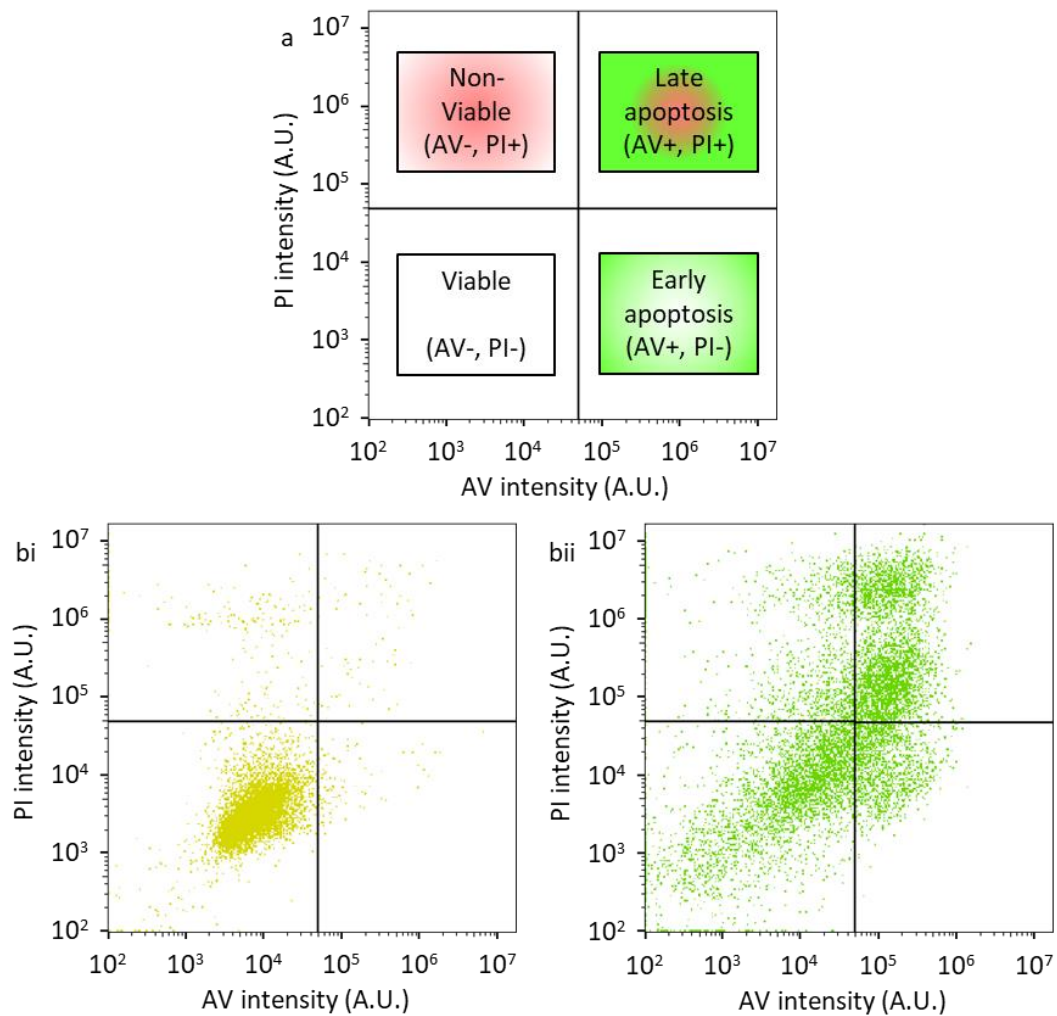 a
10⁷
10⁶
10⁵
10⁴
10³
10²
PI intensity (A.U.)
Non-
Viable
(AV-, PI+)
Late
apoptosis
(AV+, PI+)
Viable
(AV-, PI-)
Early
apoptosis
(AV+, PI-)
10² 10³ 10⁴ 10⁵ 10⁶ 10⁷
AV intensity (A.U.)
bi
10⁷
10⁶
10⁵
10⁴
10³
10²
PI intensity (A.U.)
10² 10³ 10⁴ 10⁵ 10⁶ 10⁷
AV intensity (A.U.)
bii
10⁷
10⁶
10⁵
10⁴
10³
10²
PI intensity (A.U.)
10² 10³ 10⁴ 10⁵ 10⁶ 10⁷
AV intensity (A.U.)